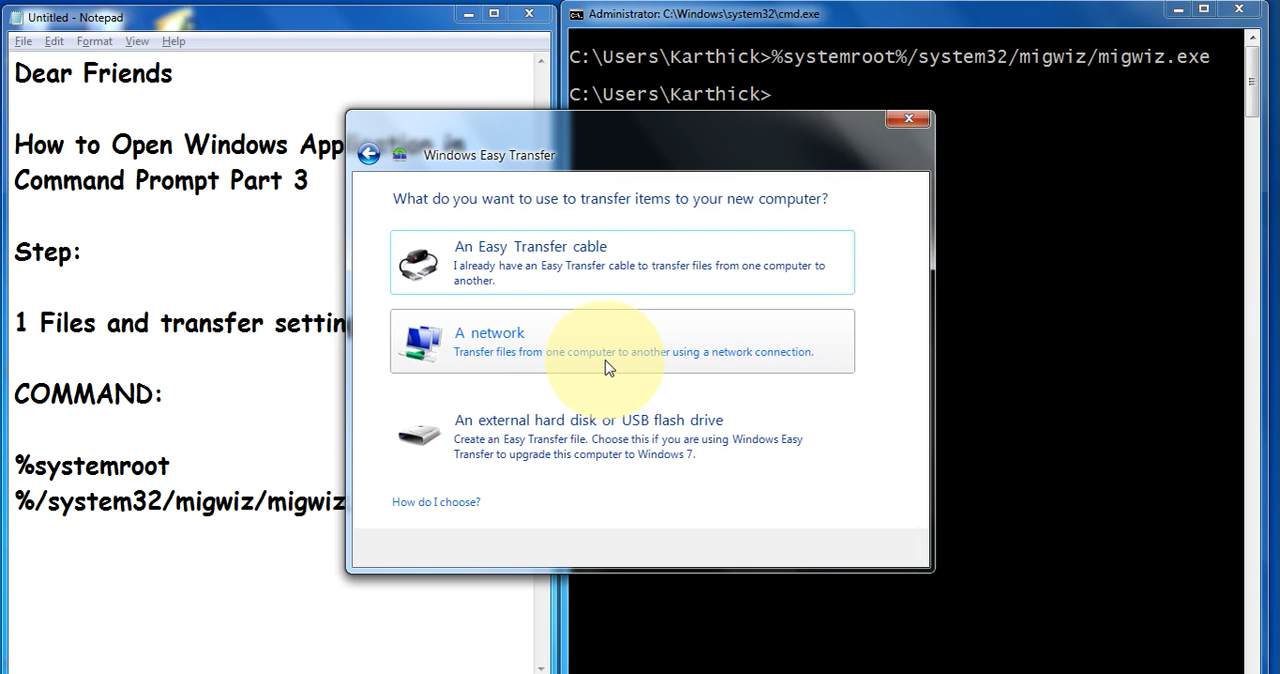 Untitled - Notepad
File Edit Format View Help
Dear Friends
How to Open Windows App
Command Prompt Part 3
Step:
1 Files and transfer settin
COMMAND:
%systemroot
%/system32/migwiz/migwiz
Administrator: C:\Windows\system32\cmd.exe
C:\Users\Karthick>%systemroot%/system32/migwiz/migwiz.exe
C:\Users\Karthick>
Windows Easy Transfer
What do you want to use to transfer items to your new computer?
An Easy Transfer cable
I already have an Easy Transfer cable to transfer files from one computer to
another.
A network
Transfer files from one computer to another using a network connection.
An external hard disk or USB flash drive
Create an Easy Transfer file. Choose this if you are using Windows Easy
Transfer to upgrade this computer to Windows 7.
How do I choose?